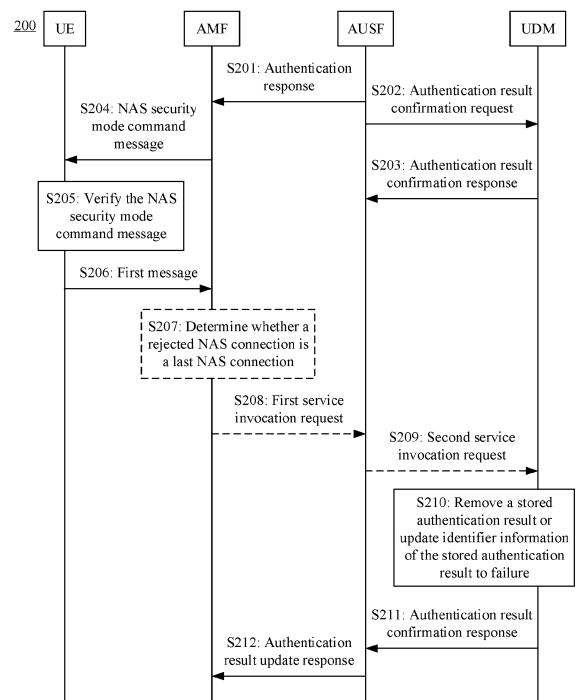 200
UE
AMF
AUSF
UDM
S201: Authentication
response
S202: Authentication result
confirmation request
S204: NAS security
mode command
message
S203: Authentication result
confirmation response
S205: Verify the NAS
security mode
command message
S206: First message
S207: Determine whether a
rejected NAS connection is
a last NAS connection
S208: First service
invocation request
S209: Second service
invocation request
S210: Remove a stored
authentication result or
update identifier information
of the stored authentication
result to failure
S211: Authentication result
confirmation response
S212: Authentication
result update response